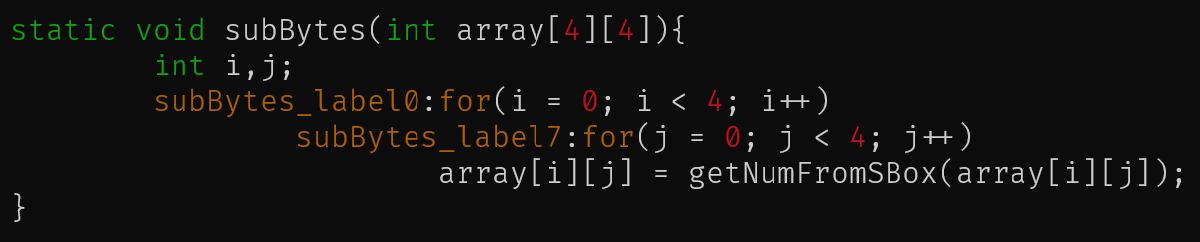 static void subBytes(int array[4][4]){
        int i,j;
        subBytes_label0:for(i = 0; i < 4; i++)
                subBytes_label7:for(j = 0; j < 4; j++)
                        array[i][j] = getNumFromSBox(array[i][j]);
}